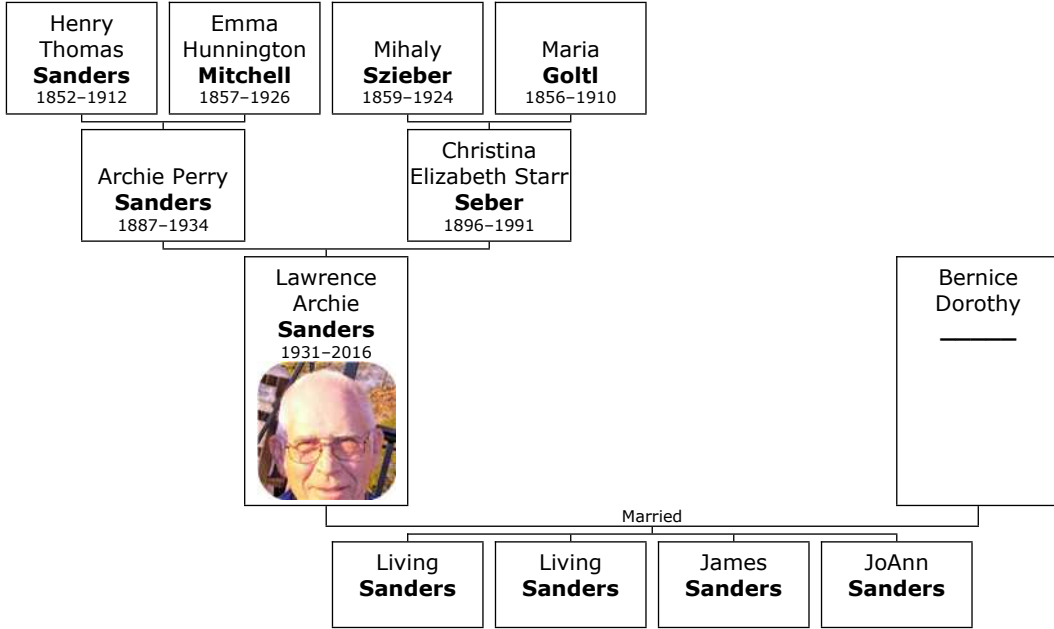 Henry
Thomas
Sanders
1852–1912
Emma
Hunnington
Mitchell
1857–1926
Mihaly
Szieber
1859–1924
Maria
Goltl
1856–1910
Archie Perry
Sanders
1887–1934
Christina
Elizabeth Starr
Seber
1896–1991
Lawrence
Archie
Sanders
1931–2016
Bernice
Dorothy
_____
Married
Living
Sanders
Living
Sanders
James
Sanders
JoAnn
Sanders